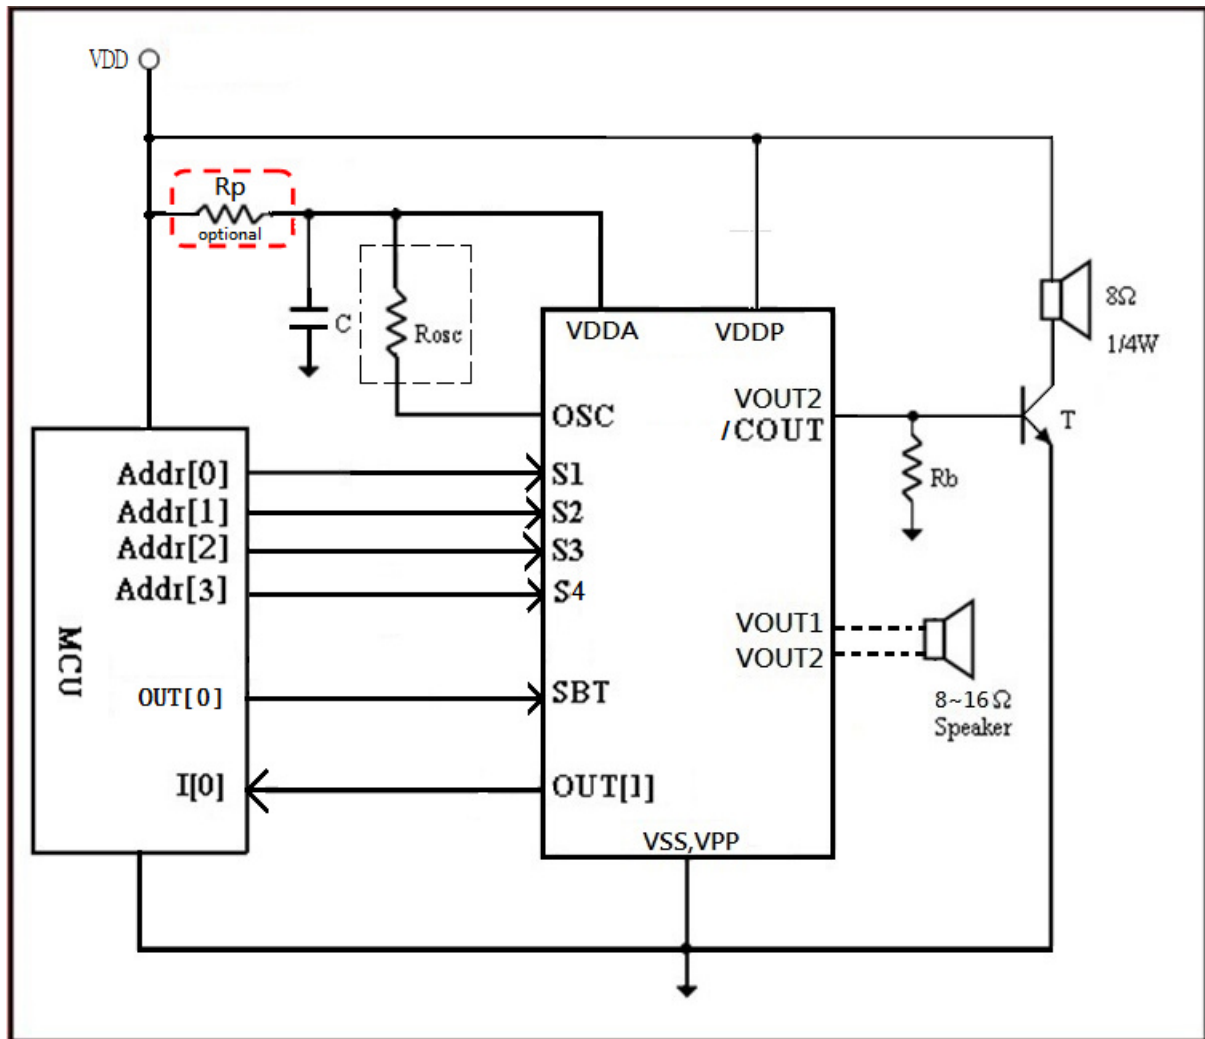 VDD
Rp
optional
C
Rosc
VDDA
VDDP
8Ω
1/4W
OSC
VOUT2
/COUT
T
Addr[0]
S1
Rb
Addr[1]
S2
Addr[2]
S3
Addr[3]
S4
MCU
VOUT1
VOUT2
OUT[0]
SBT
8~16Ω
Speaker
I[0]
OUT[1]
VSS,VPP